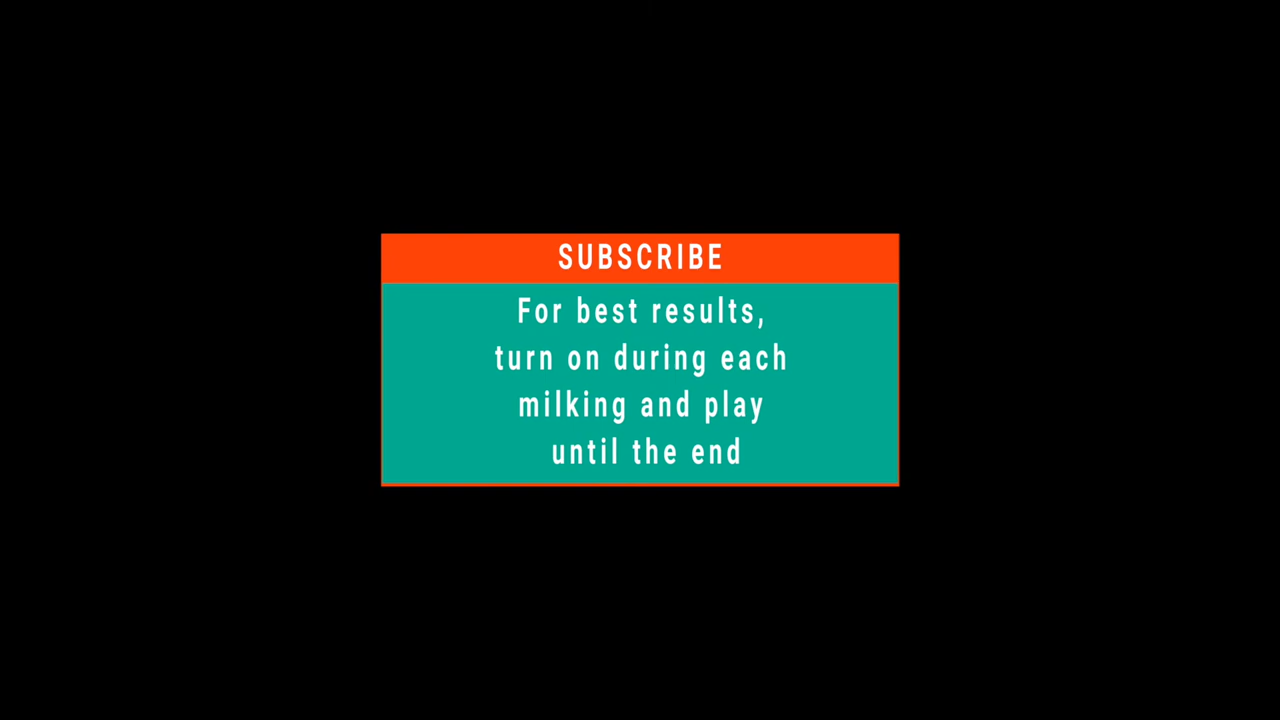 SUBSCRIBE
For best results,
turn on during each
milking and play
until the end